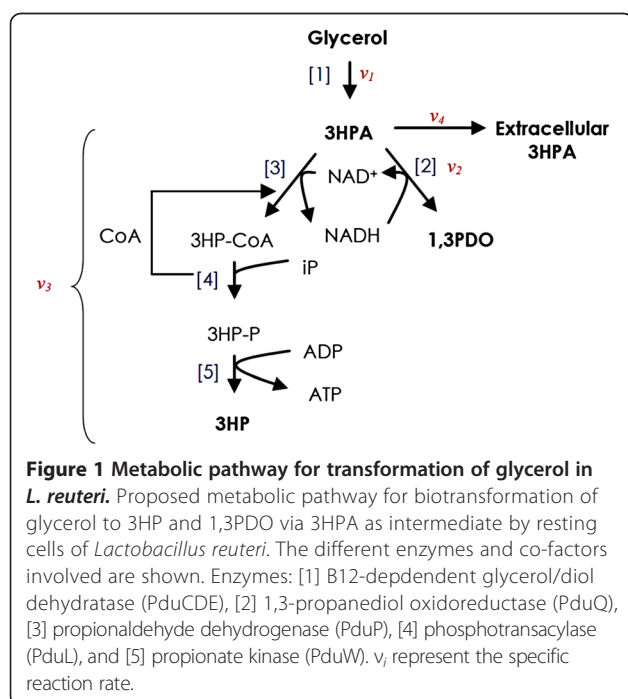 Glycerol
[1] v1
3HPA v4 Extracellular 3HPA
[3] NAD+ [2] v2
CoA 3HP-CoA NADH 1,3PDO
v3 [4] iP
3HP-P
[5] ADP
ATP
3HP
Figure 1 Metabolic pathway for transformation of glycerol in
L. reuteri. Proposed metabolic pathway for biotransformation of
glycerol to 3HP and 1,3PDO via 3HPA as intermediate by resting
cells of Lactobacillus reuteri. The different enzymes and co-factors
involved are shown. Enzymes: [1] B12-depdendent glycerol/diol
dehydratase (PduCDE), [2] 1,3-propanediol oxidoreductase (PduQ),
[3] propionaldehyde dehydrogenase (PduP), [4] phosphotransacylase
(PduL), and [5] propionate kinase (PduW). νi represent the specific
reaction rate.